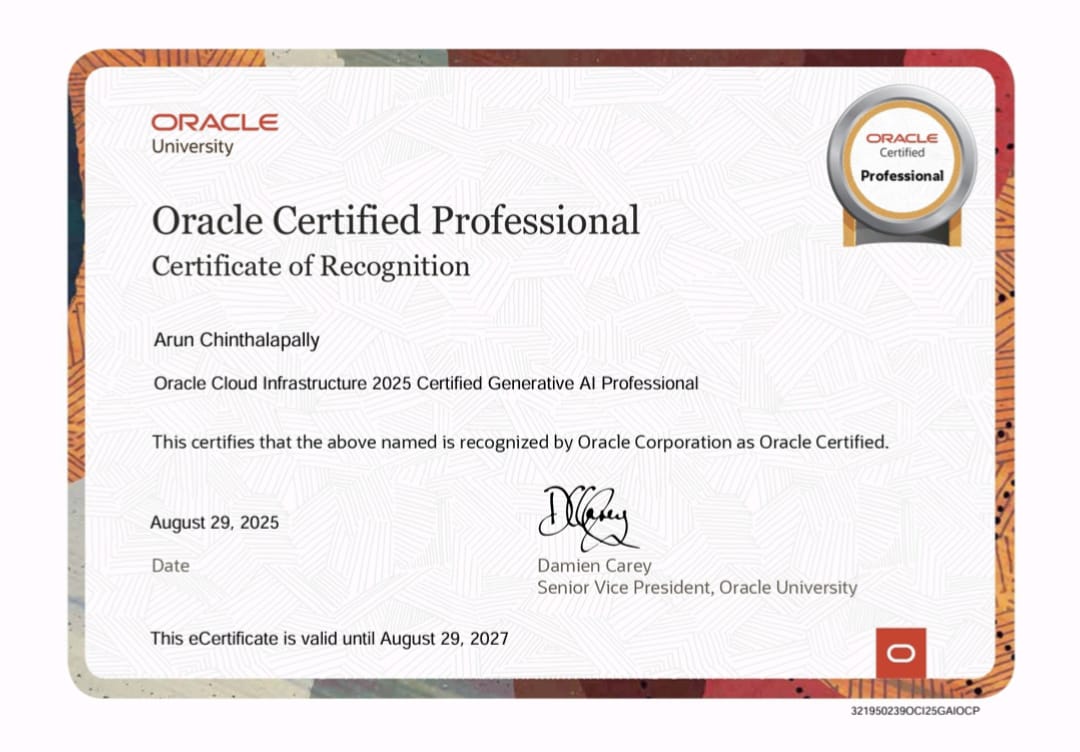 ORACLE
University
ORACLE
Certified
Professional
Oracle Certified Professional
Certificate of Recognition
Arun Chinthalapally
Oracle Cloud Infrastructure 2025 Certified Generative AI Professional
This certifies that the above named is recognized by Oracle Corporation as Oracle Certified.
August 29, 2025
Date
DCarey
Damien Carey
Senior Vice President, Oracle University
This eCertificate is valid until August 29, 2027
321950239OCI25GAIOCP